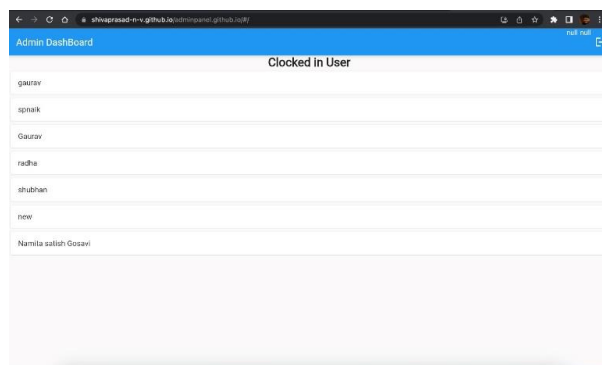 shivaprasad-n-v.github.io/adminpanel.github.io/#/
null null
Admin DashBoard
Clocked in User
gaurav
spnaik
Gaurav
radha
shubhan
new
Namita satish Gosavi